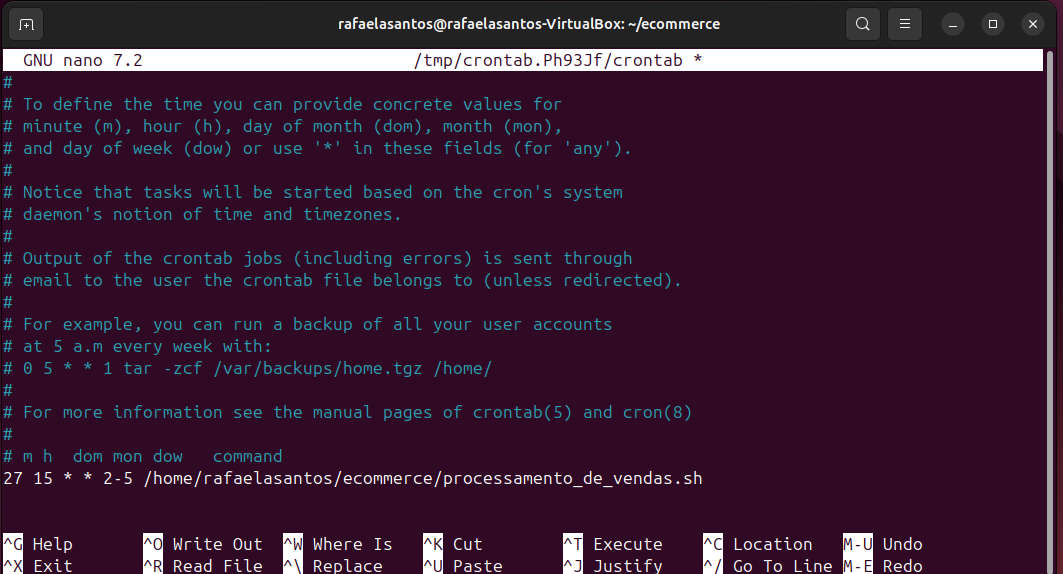 rafaelasantos@rafaelasantos-VirtualBox: ~/ecommerce
GNU nano 7.2 /tmp/crontab.Ph93Jf/crontab *
#
# To define the time you can provide concrete values for
# minute (m), hour (h), day of month (dom), month (mon),
# and day of week (dow) or use '*' in these fields (for 'any').
#
# Notice that tasks will be started based on the cron's system
# daemon's notion of time and timezones.
#
# Output of the crontab jobs (including errors) is sent through
# email to the user the crontab file belongs to (unless redirected).
#
# For example, you can run a backup of all your user accounts
# at 5 a.m every week with:
# 0 5 * * 1 tar -zcf /var/backups/home.tgz /home/
#
# For more information see the manual pages of crontab(5) and cron(8)
#
# m h  dom mon dow   command
27 15 * * 2-5 /home/rafaelasantos/ecommerce/processamento_de_vendas.sh
^G Help ^O Write Out ^W Where Is ^K Cut ^T Execute ^C Location M-U Undo
^X Exit ^R Read File ^\ Replace ^U Paste ^J Justify ^/ Go To Line M-E Redo